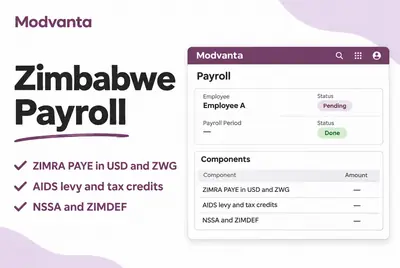 Modvanta
Zimbabwe
Payroll
ZIMRA PAYE in USD and ZWG
AIDS levy and tax credits
NSSA and ZIMDEF
Modvanta
Payroll
Employee
Status
Employee A
Pending
Payroll Period
Status
—
Done
Components
Component
Amount
ZIMRA PAYE in USD and ZWG
—
AIDS levy and tax credits
—
NSSA and ZIMDEF
—